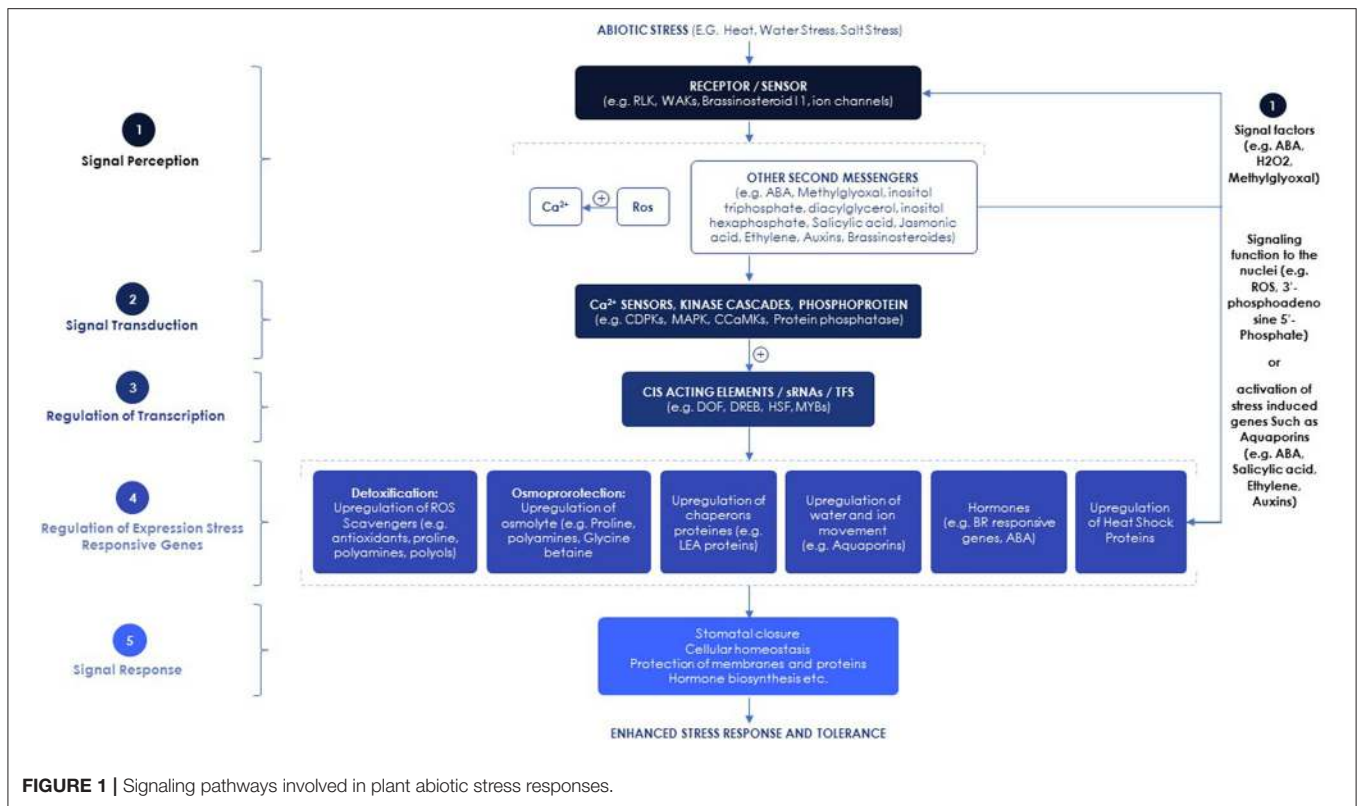 ABIOTIC STRESS (E.G. Heat, Water Stress, Salt Stress)
1
Signal Perception
RECEPTOR / SENSOR
(e.g. RLK, WAKs, Brassinosteroid I 1, ion channels)
Ca²⁺
+
Ros
OTHER SECOND MESSENGERS
(e.g. ABA, Methylglyoxal, inositol
triphosphate, diacylglycerol, inositol
hexaphosphate, Salicylic acid, Jasmonic
acid, Ethylene, Auxins, Brassinosteroides)
1
Signal factors
(e.g. ABA,
H2O2,
Methylglyoxal)
Signaling
function to the
nuclei (e.g.
ROS, 3'-
phosphoadeno
sine 5'-
Phosphate)
or
activation of
stress induced
genes Such as
Aquaporins
(e.g. ABA,
Salicylic acid,
Ethylene,
Auxins)
2
Signal Transduction
Ca²⁺ SENSORS, KINASE CASCADES, PHOSPHOPROTEIN
(e.g. CDPKs, MAPK, CCaMKs, Protein phosphatase)
+
3
Regulation of Transcription
CIS ACTING ELEMENTS / sRNAs / TFS
(e.g. DOF, DREB, HSF, MYBs)
4
Regulation of Expression Stress
Responsive Genes
Detoxification:
Upregulation of ROS
Scavengers (e.g.
antioxidants, proline,
polyamines, polyols)
Osmoprorolection:
Upregulation of
osmolyte (e.g. Proline,
polyamines, Glycine
betaine
Upregulation of
chaperons
proteins (e.g.
LEA proteins)
Upregulation of
water and ion
movement
(e.g. Aquaporins)
Hormones
(e.g. BR responsive
genes, ABA)
Upregulation
of Heat Shock
Proteins
5
Signal Response
Stomatal closure
Cellular homeostasis
Protection of membranes and proteins
Hormone biosynthesis etc.
ENHANCED STRESS RESPONSE AND TOLERANCE
FIGURE 1 | Signaling pathways involved in plant abiotic stress responses.